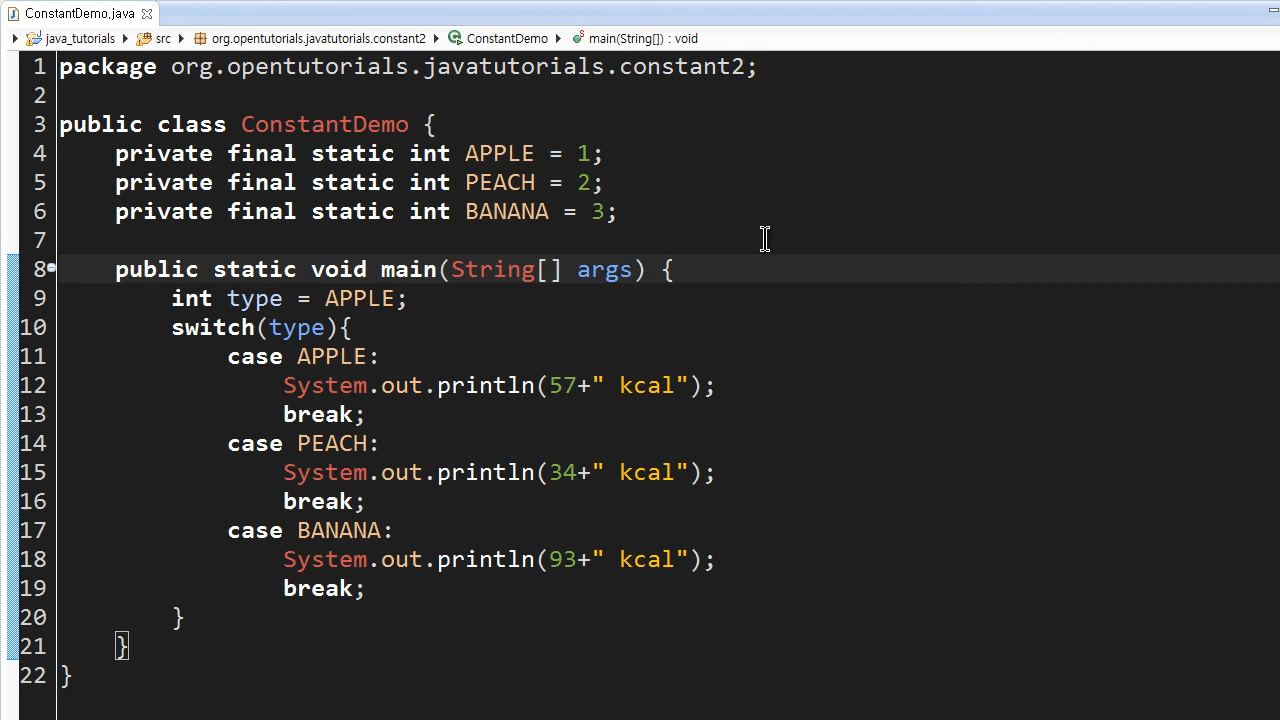 ConstantDemo.java
java_tutorials src org.opentutorials.javatutorials.constant2 ConstantDemo main(String[]) : void
1 package org.opentutorials.javatutorials.constant2;
2
3 public class ConstantDemo {
4 private final static int APPLE = 1;
5 private final static int PEACH = 2;
6 private final static int BANANA = 3;
7
8 public static void main(String[] args) {
9 int type = APPLE;
10 switch(type){
11 case APPLE:
12 System.out.println(57+" kcal");
13 break;
14 case PEACH:
15 System.out.println(34+" kcal");
16 break;
17 case BANANA:
18 System.out.println(93+" kcal");
19 break;
20 }
21 }
22 }